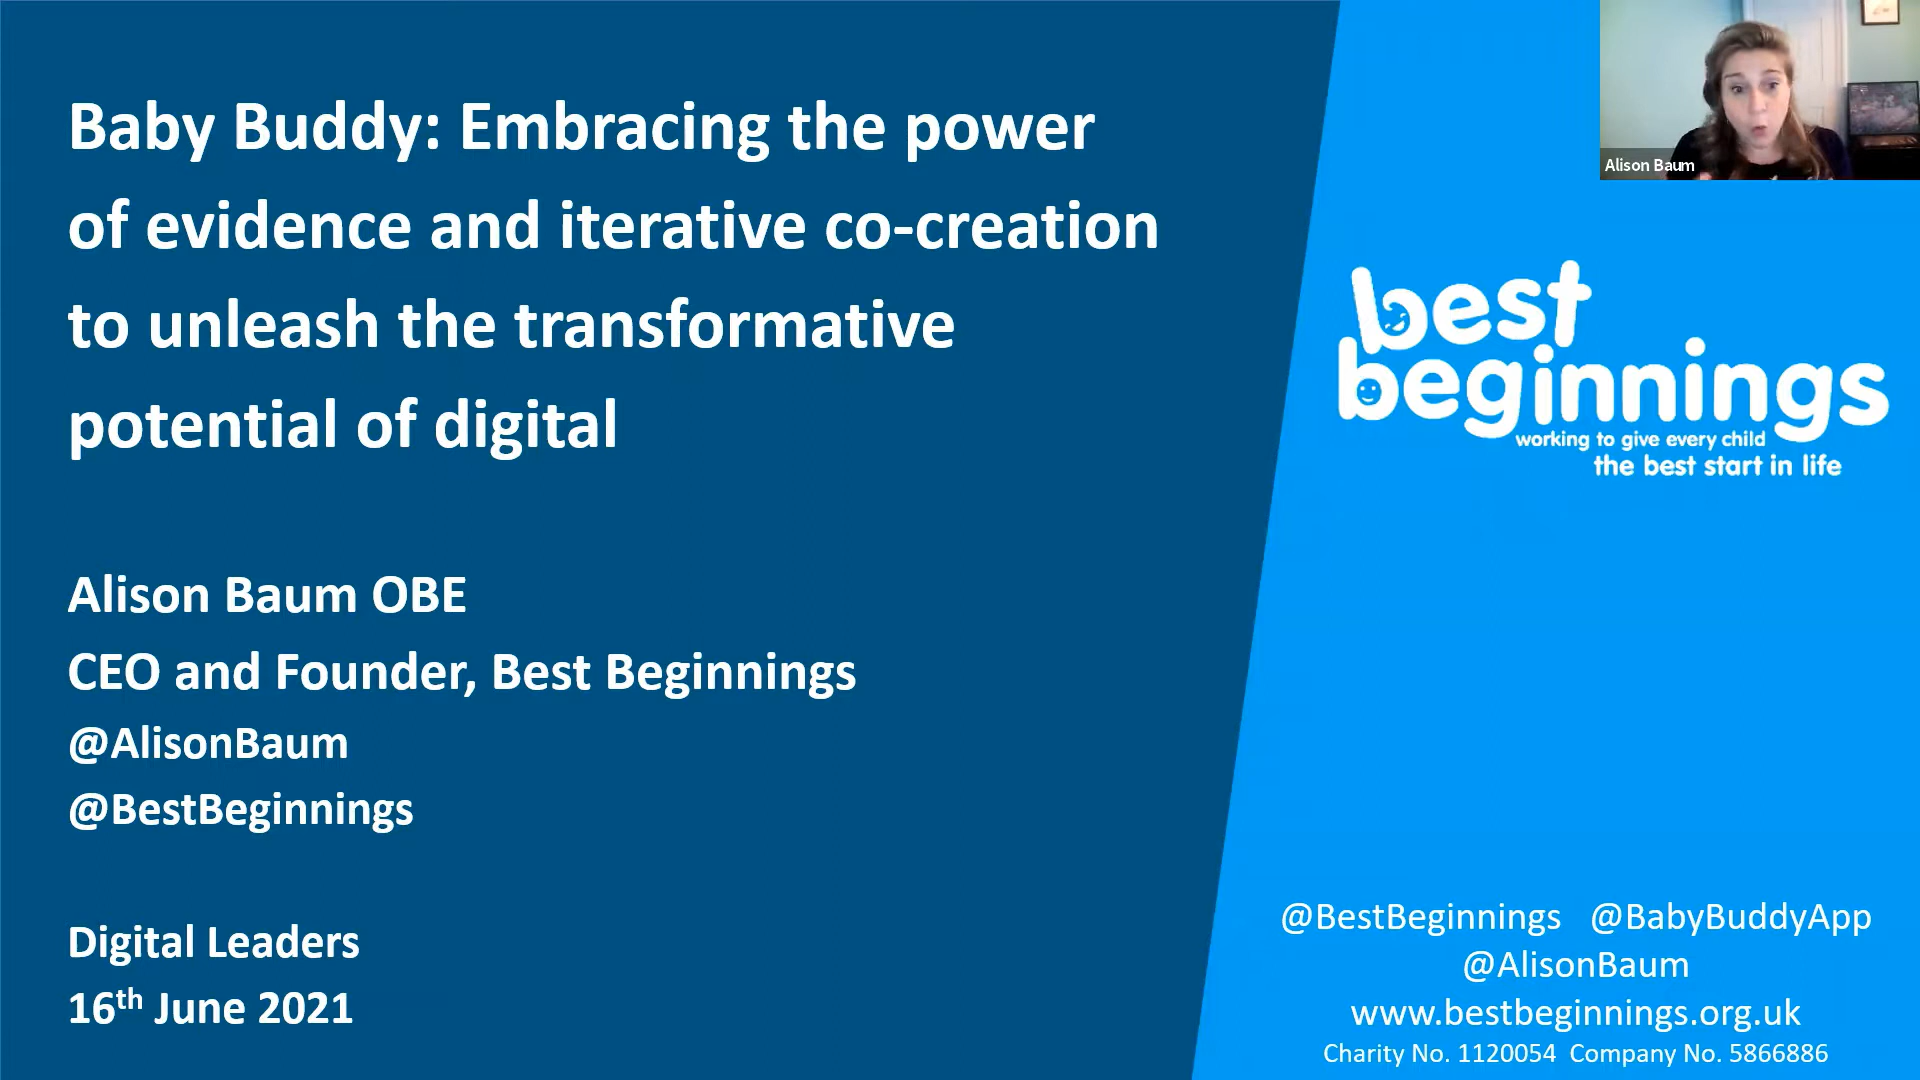 Baby Buddy: Embracing the power
of evidence and iterative co-creation
to unleash the transformative
potential of digital
Alison Baum OBE
CEO and Founder, Best Beginnings
@AlisonBaum
@BestBeginnings
Digital Leaders
16th June 2021
Alison Baum
best
beginnings
working to give every child
the best start in life
@BestBeginnings @BabyBuddyApp
@AlisonBaum
www.bestbeginnings.org.uk
Charity No. 1120054 Company No. 5866886